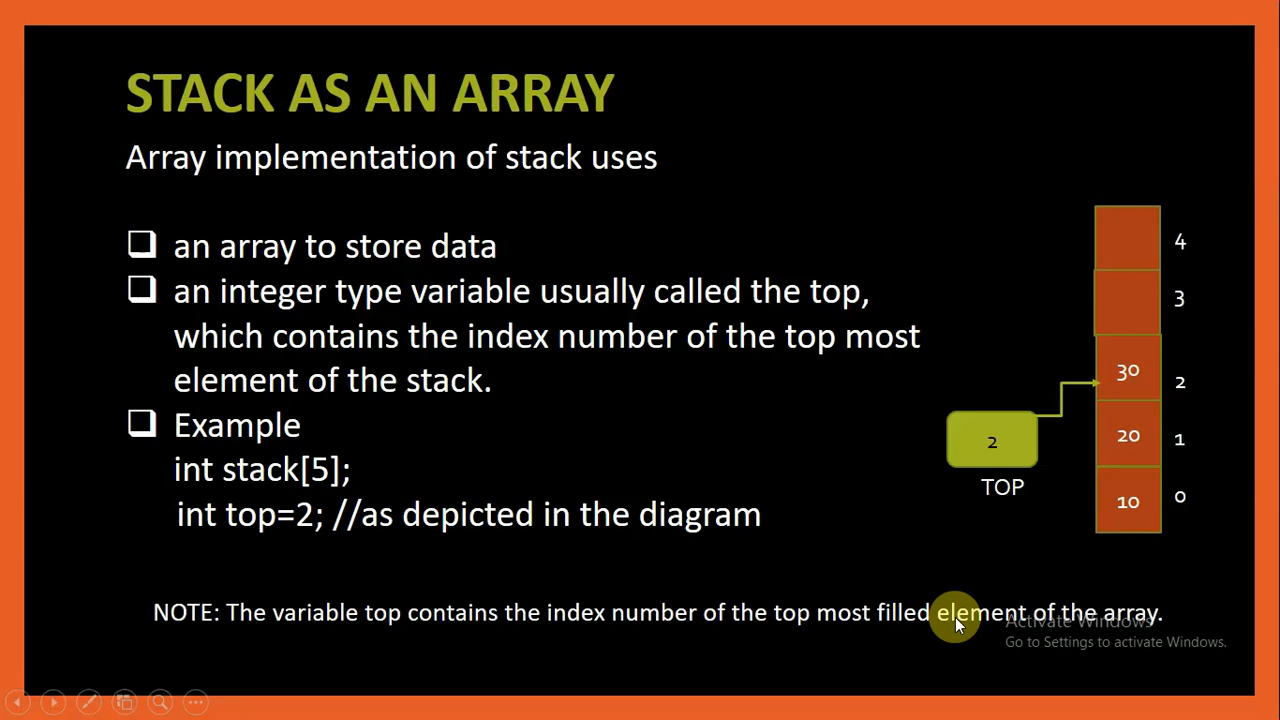 STACK AS AN ARRAY
Array implementation of stack uses
❑ an array to store data
❑ an integer type variable usually called the top,
which contains the index number of the top most
element of the stack.
❑ Example
int stack[5];
int top=2; //as depicted in the diagram
4
3
30 2
20 1
10 0
2
TOP
NOTE: The variable top contains the index number of the top most filled element of the array.
Activate Windows
Go to Settings to activate Windows.